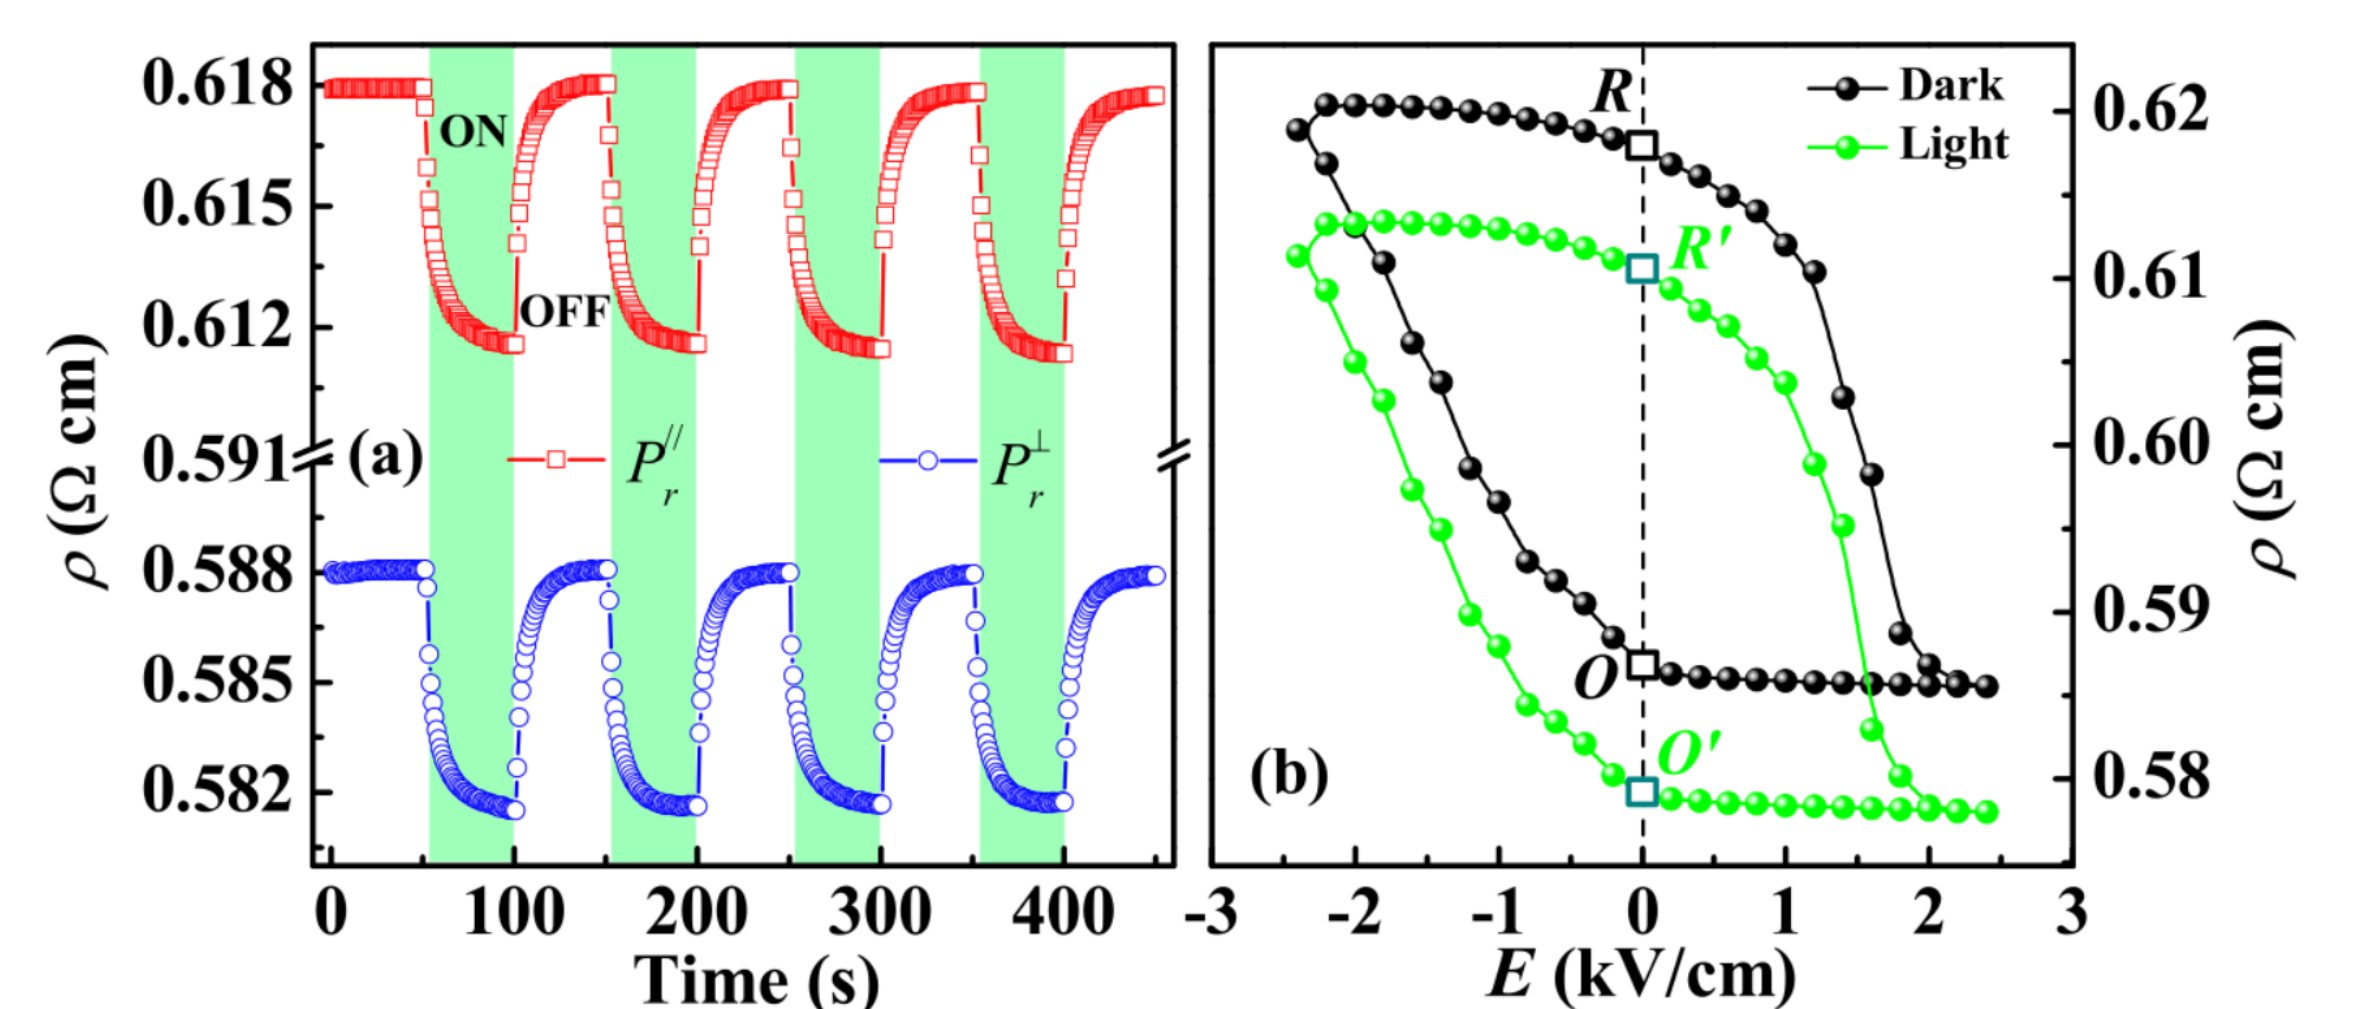 0.618
0.615
0.612
0.591
0.588
0.585
0.582
ρ (Ω cm)
ON
OFF
(a)
P_r^//
P_r^⊥
0 100 200 300 400
Time (s)
R
Dark
Light
R'
O
O'
(b)
0.62
0.61
0.60
0.59
0.58
ρ (Ω cm)
-3 -2 -1 0 1 2 3
E (kV/cm)